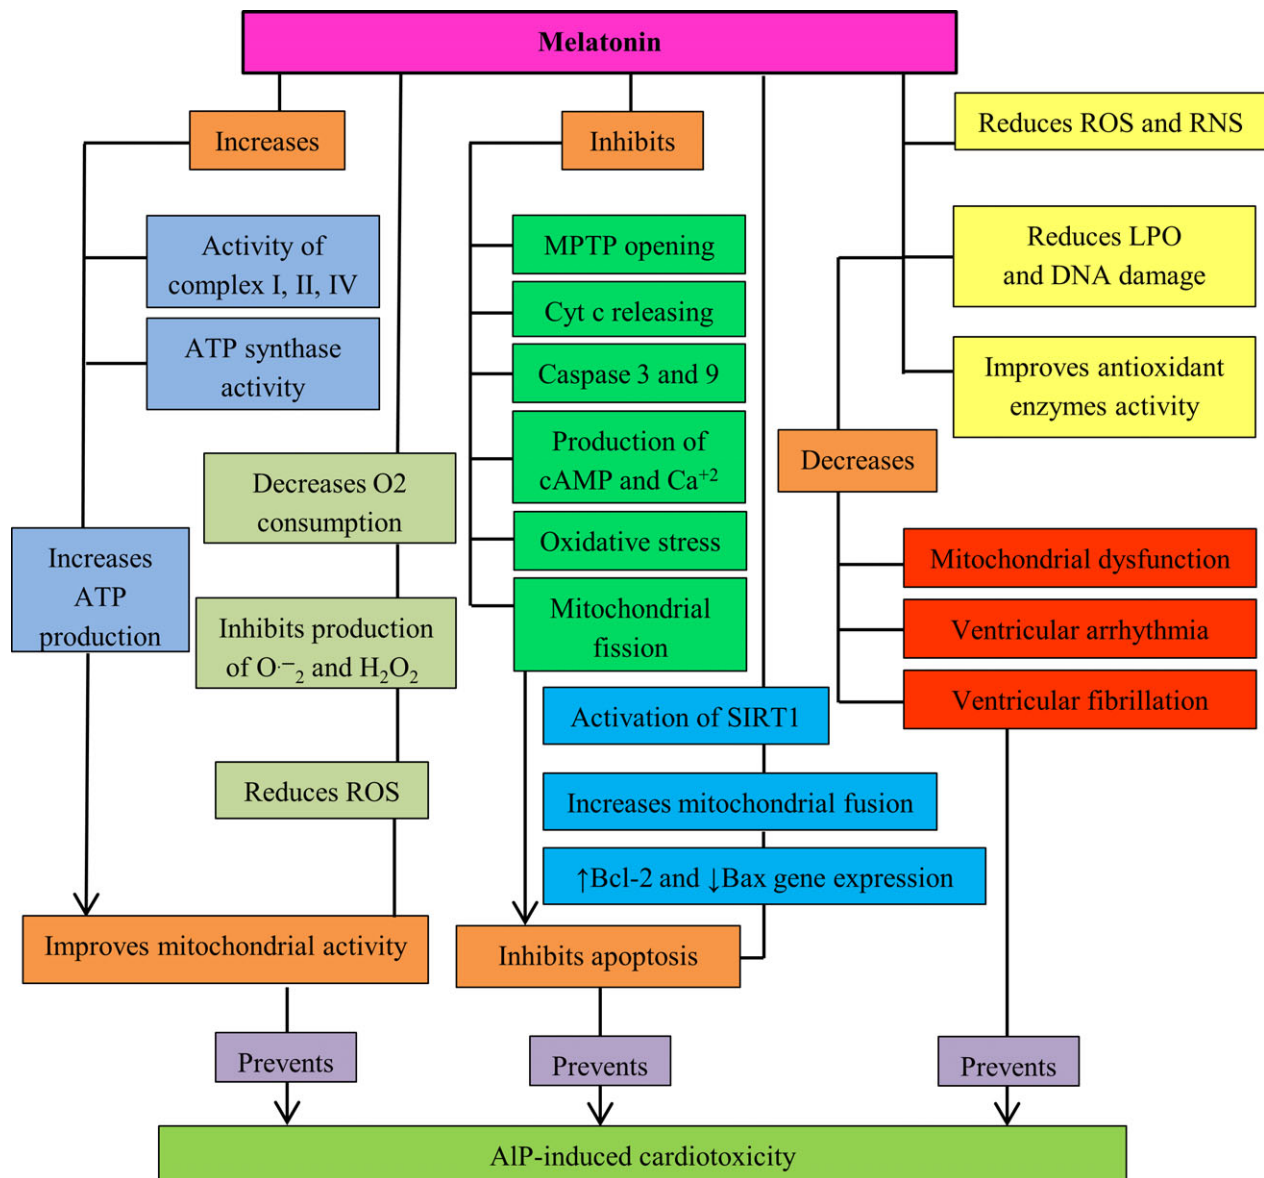 Melatonin
Increases
Activity of
complex I, II, IV
ATP synthase
activity
Increases
ATP
production
Decreases O2
consumption
Inhibits production
of O·−2 and H2O2
Reduces ROS
Improves mitochondrial activity
Inhibits
MPTP opening
Cyt c releasing
Caspase 3 and 9
Production of
cAMP and Ca+2
Oxidative stress
Mitochondrial
fission
Activation of SIRT1
Increases mitochondrial fusion
↑Bcl-2 and ↓Bax gene expression
Inhibits apoptosis
Reduces ROS and RNS
Reduces LPO
and DNA damage
Improves antioxidant
enzymes activity
Decreases
Mitochondrial dysfunction
Ventricular arrhythmia
Ventricular fibrillation
Prevents
Prevents
Prevents
AlP-induced cardiotoxicity